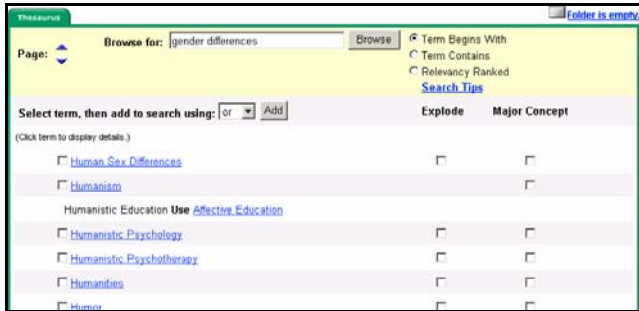 Thesaurus
Folder is empty.
Browse for: gender differences Browse
Term Begins With
Page:
Term Contains
Relevancy Ranked
Search Tips
Select term, then add to search using: or Add Explode Major Concept
(Click term to display details.)
Human Sex Differences
Humanism
Humanistic Education Use Affective Education
Humanistic Psychology
Humanistic Psychotherapy
Humanities
Humor